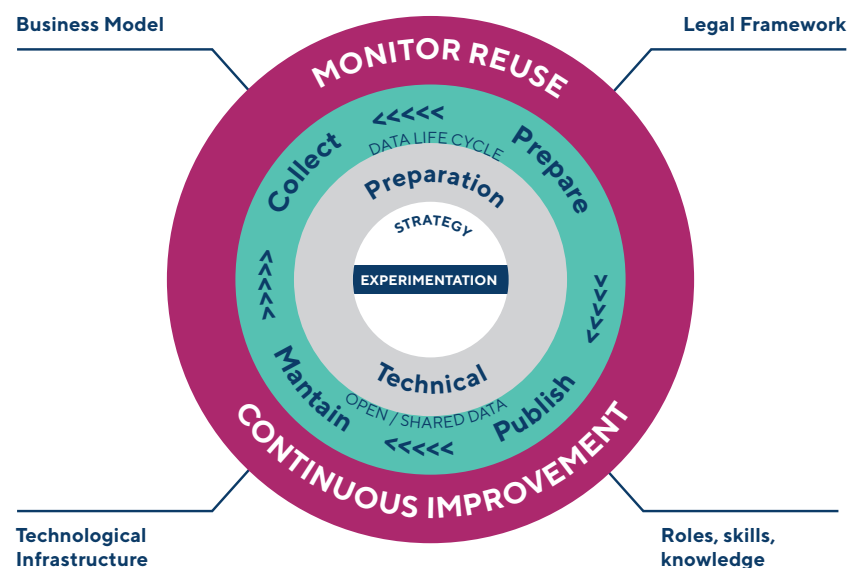 Business Model
Legal Framework
MONITOR REUSE
<<<<<
DATA LIFE CYCLE
Collect
Prepare
Preparation
STRATEGY
EXPERIMENTATION
Technical
Mantain
Publish
OPEN / SHARED DATA
<<<<<
CONTINUOUS IMPROVEMENT
Technological
Infrastructure
Roles, skills,
knowledge